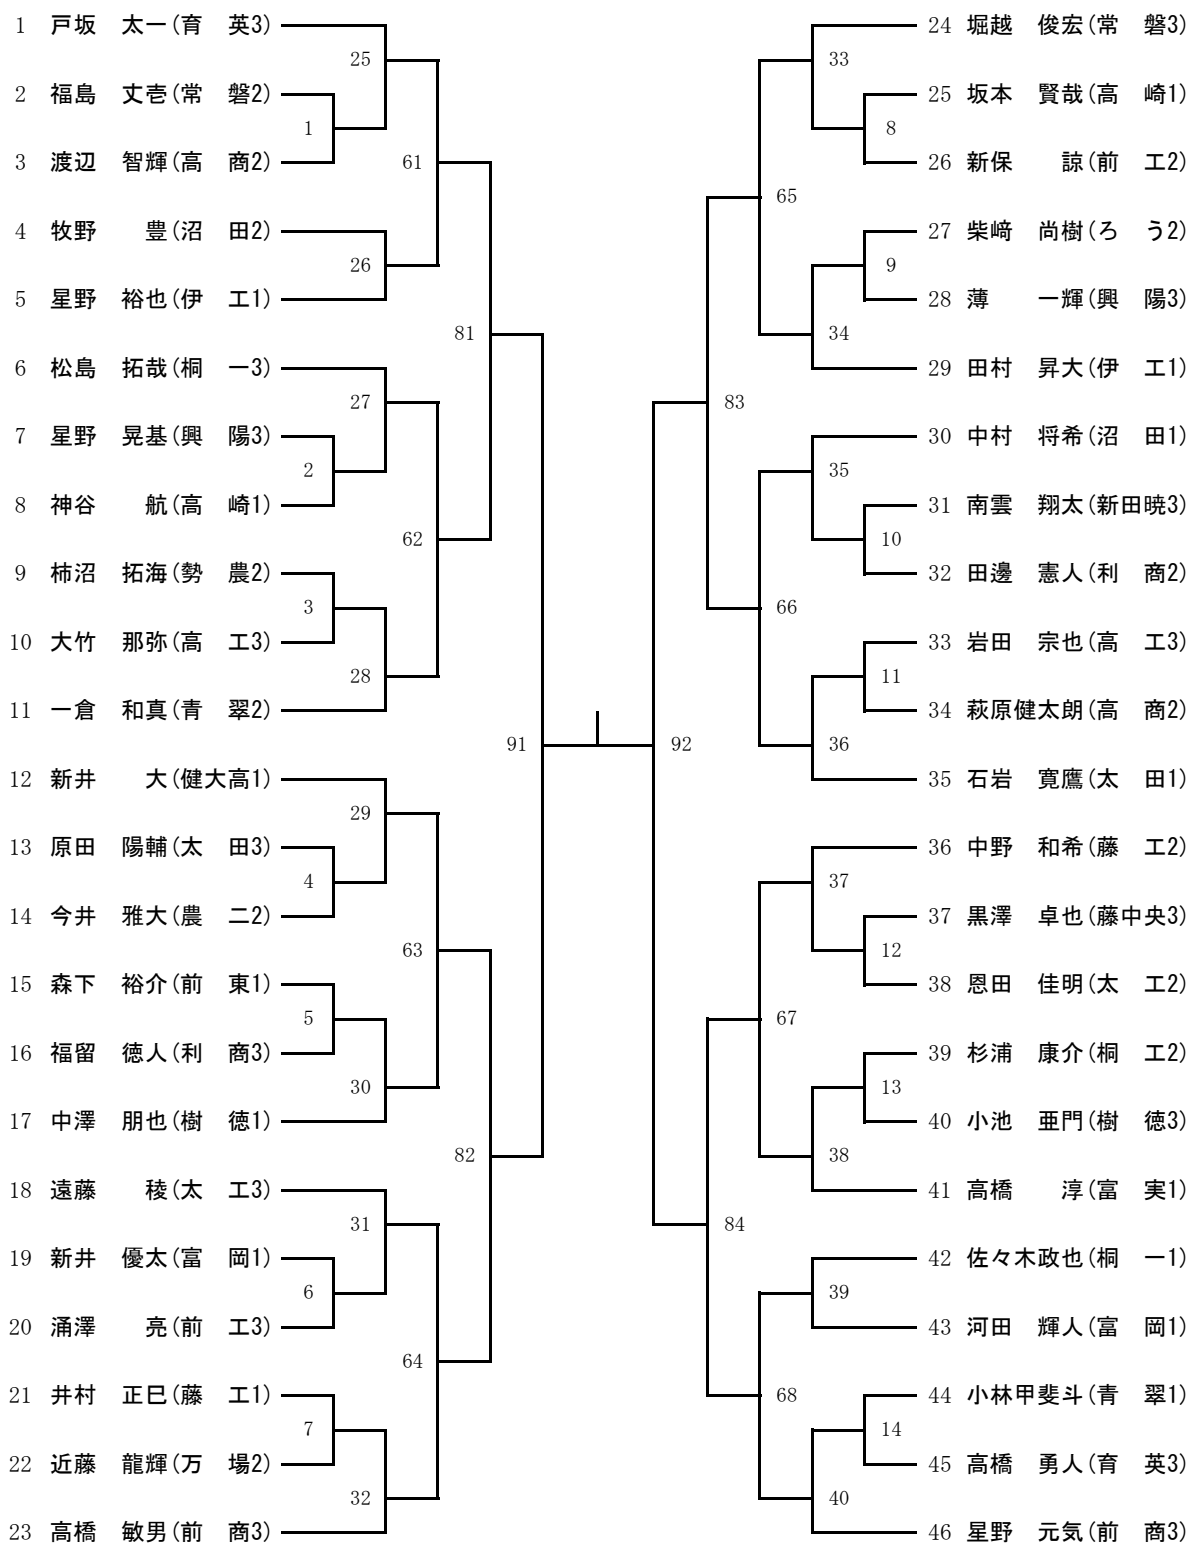 1 戸坂 太一(育 英3)
25
2 福島 丈壱(常 磐2)
1
3 渡辺 智輝(高 商2)
61
4 牧野 豊(沼 田2)
26
5 星野 裕也(伊 工1)
81
6 松島 拓哉(桐 一3)
27
7 星野 晃基(興 陽3)
2
8 神谷 航(高 崎1)
62
9 柿沼 拓海(勢 農2)
3
10 大竹 那弥(高 工3)
28
11 一倉 和真(青 翠2)
91
12 新井 大(健大高1)
29
13 原田 陽輔(太 田3)
4
14 今井 雅大(農 二2)
63
15 森下 裕介(前 東1)
5
16 福留 徳人(利 商3)
30
17 中澤 朋也(樹 徳1)
82
18 遠藤 稜(太 工3)
31
19 新井 優太(富 岡1)
6
20 涌澤 亮(前 工3)
64
21 井村 正巳(藤 工1)
7
22 近藤 龍輝(万 場2)
32
23 高橋 敏男(前 商3)
24 堀越 俊宏(常 磐3)
33
25 坂本 賢哉(高 崎1)
8
26 新保 諒(前 工2)
65
27 柴﨑 尚樹(ろ う2)
9
28 薄 一輝(興 陽3)
34
29 田村 昇大(伊 工1)
83
30 中村 将希(沼 田1)
35
31 南雲 翔太(新田暁3)
10
32 田邊 憲人(利 商2)
66
33 岩田 宗也(高 工3)
11
34 萩原健太朗(高 商2)
36
92
35 石岩 寛鷹(太 田1)
36 中野 和希(藤 工2)
37
37 黒澤 卓也(藤中央3)
12
38 恩田 佳明(太 工2)
67
39 杉浦 康介(桐 工2)
13
40 小池 亜門(樹 徳3)
38
41 高橋 淳(富 実1)
84
42 佐々木政也(桐 一1)
39
43 河田 輝人(富 岡1)
68
44 小林甲斐斗(青 翠1)
14
45 高橋 勇人(育 英3)
40
46 星野 元気(前 商3)